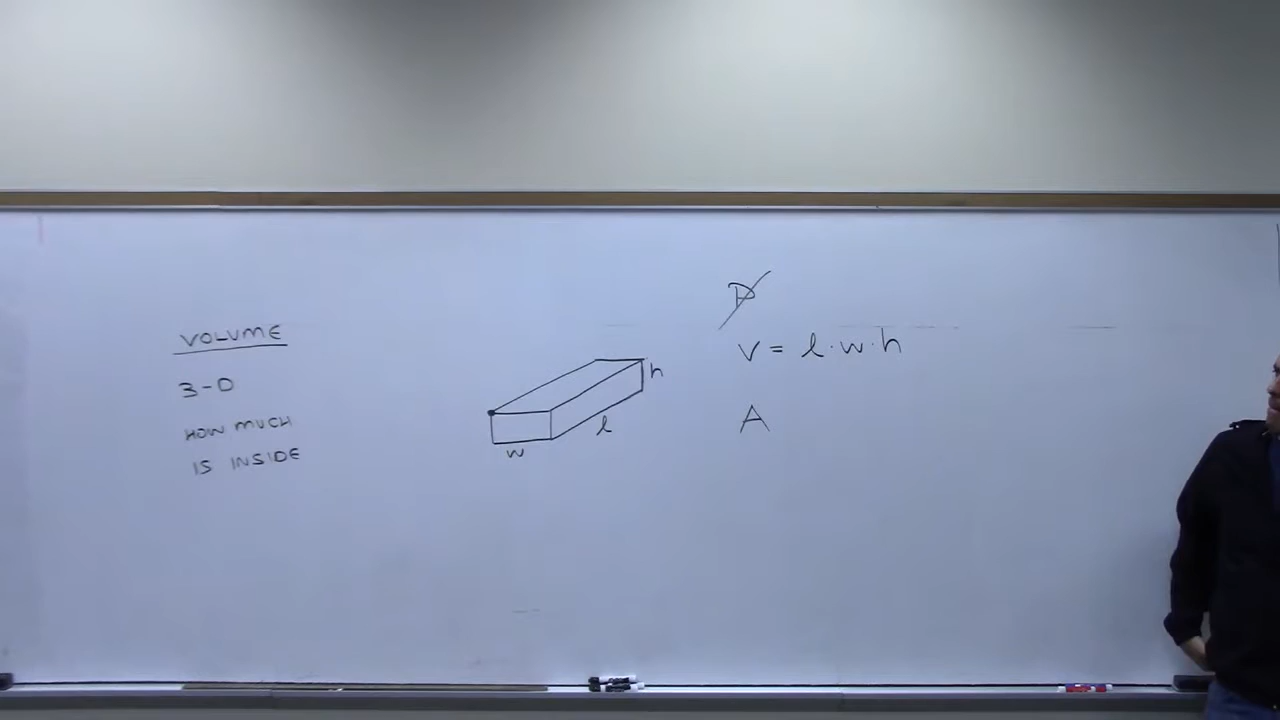 VOLUME
3-D
HOW MUCH
IS INSIDE
h
l
w
P
V = l·w·h
A